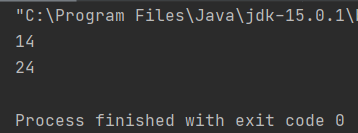 "C:\Program Files\Java\jdk-15.0.1\
14
24
Process finished with exit code 0